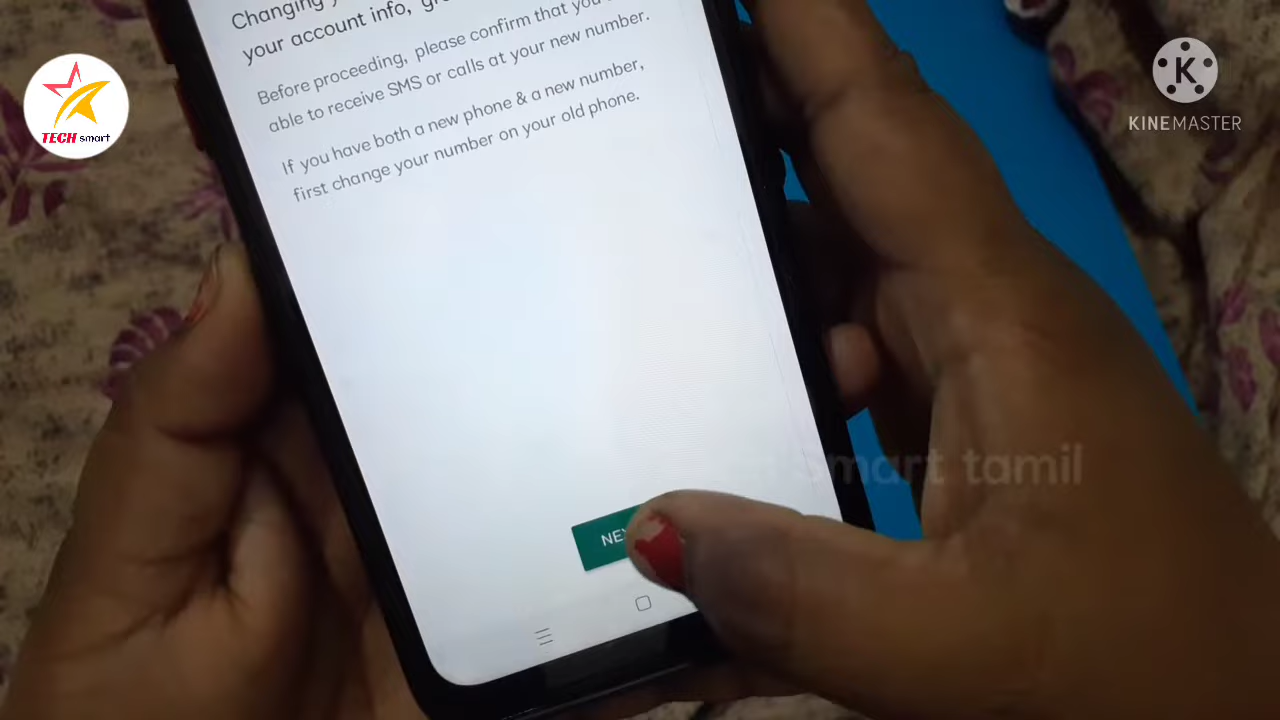 Changing
your account info,
Before proceeding, please confirm that you
able to receive SMS or calls at your new number.
If you have both a new phone & a new number,
first change your number on your old phone.
TECH smart
K
KINEMASTER
smart tamil